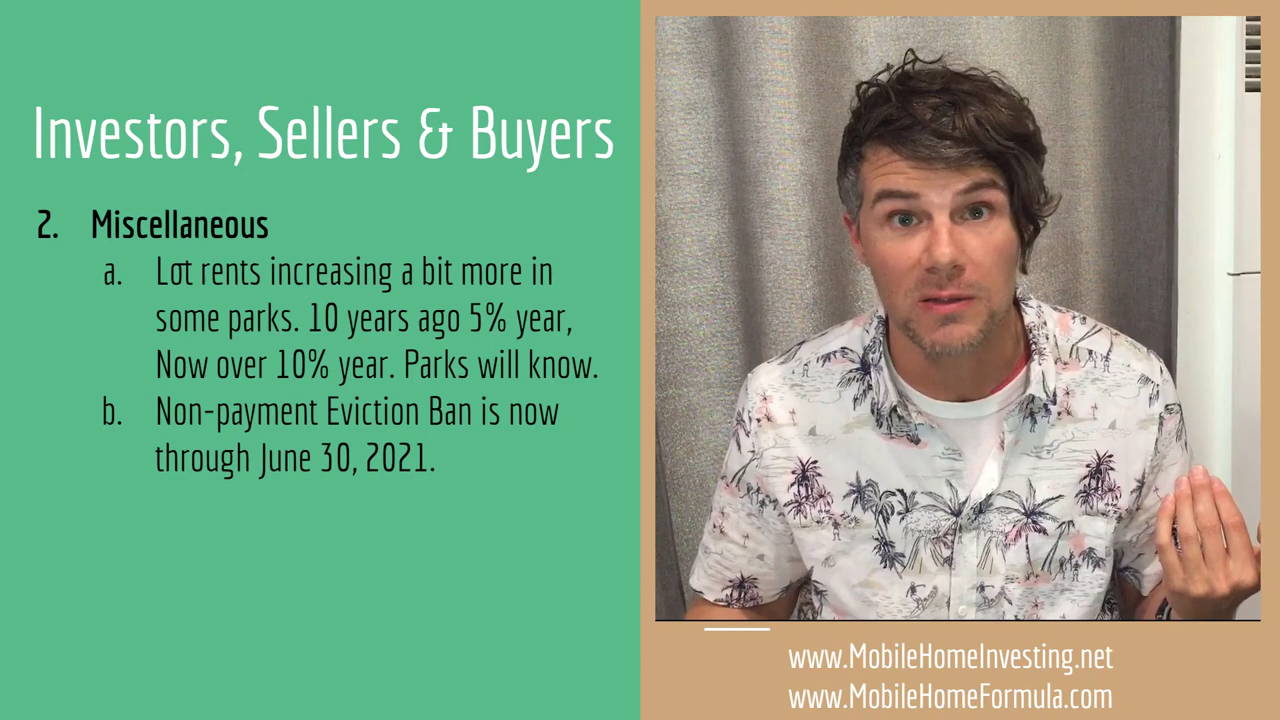 Investors, Sellers & Buyers
2. Miscellaneous
a. Lot rents increasing a bit more in
some parks. 10 years ago 5% year,
Now over 10% year. Parks will know.
b. Non-payment Eviction Ban is now
through June 30, 2021.
www.MobileHomeInvesting.net
www.MobileHomeFormula.com